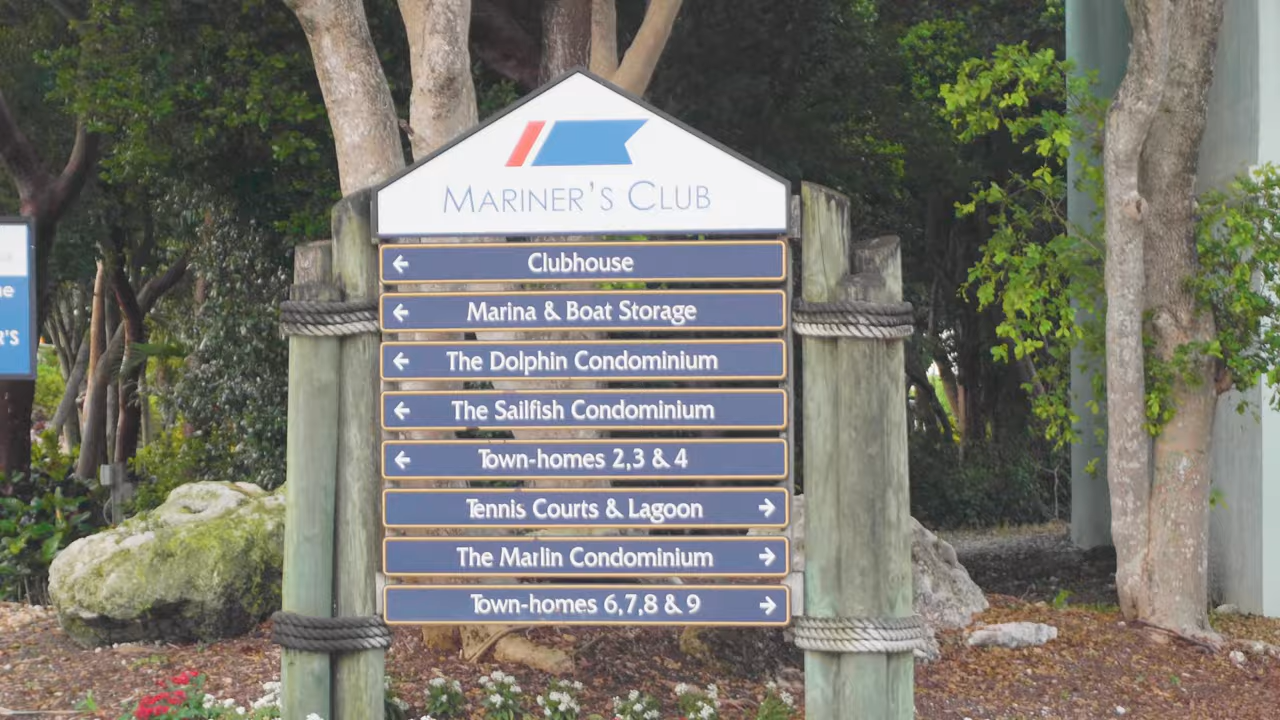 MARINER'S CLUB
Clubhouse
Marina & Boat Storage
The Dolphin Condominium
The Sailfish Condominium
Town-homes 2,3 & 4
Tennis Courts & Lagoon
The Marlin Condominium
Town-homes 6,7,8 & 9